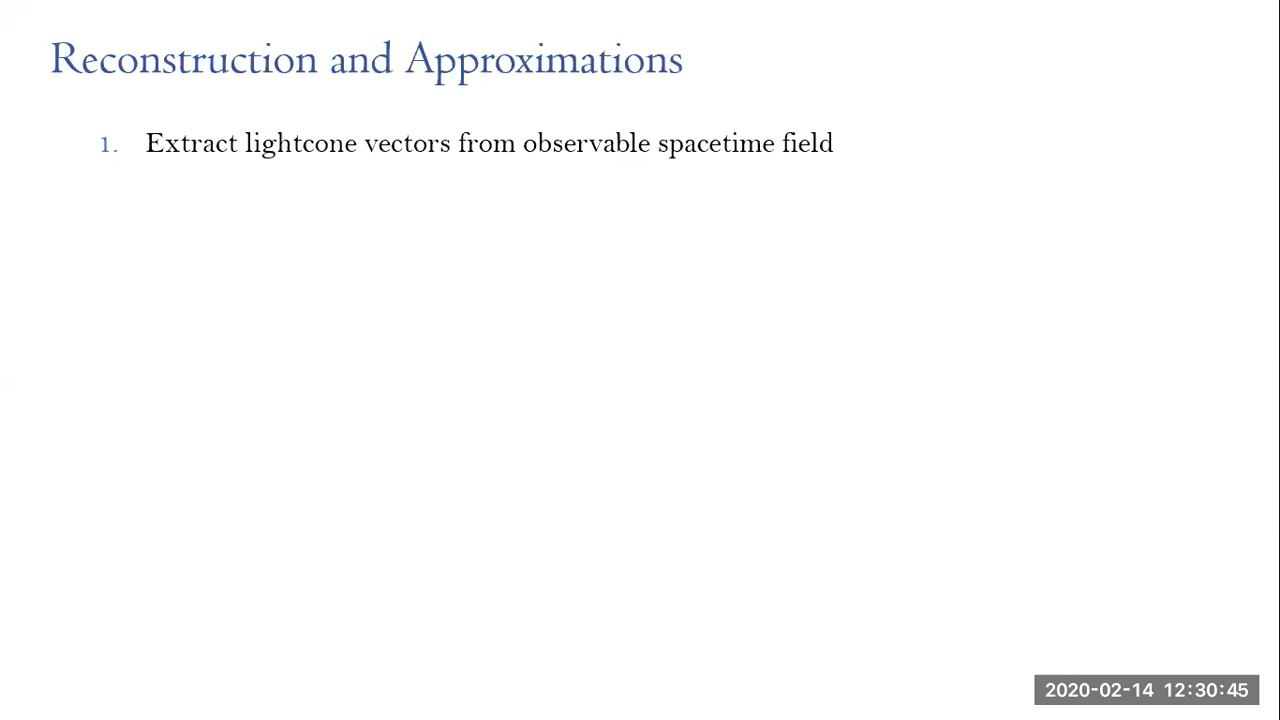 Reconstruction and Approximations
1. Extract lightcone vectors from observable spacetime field
2020-02-14 12:30:45